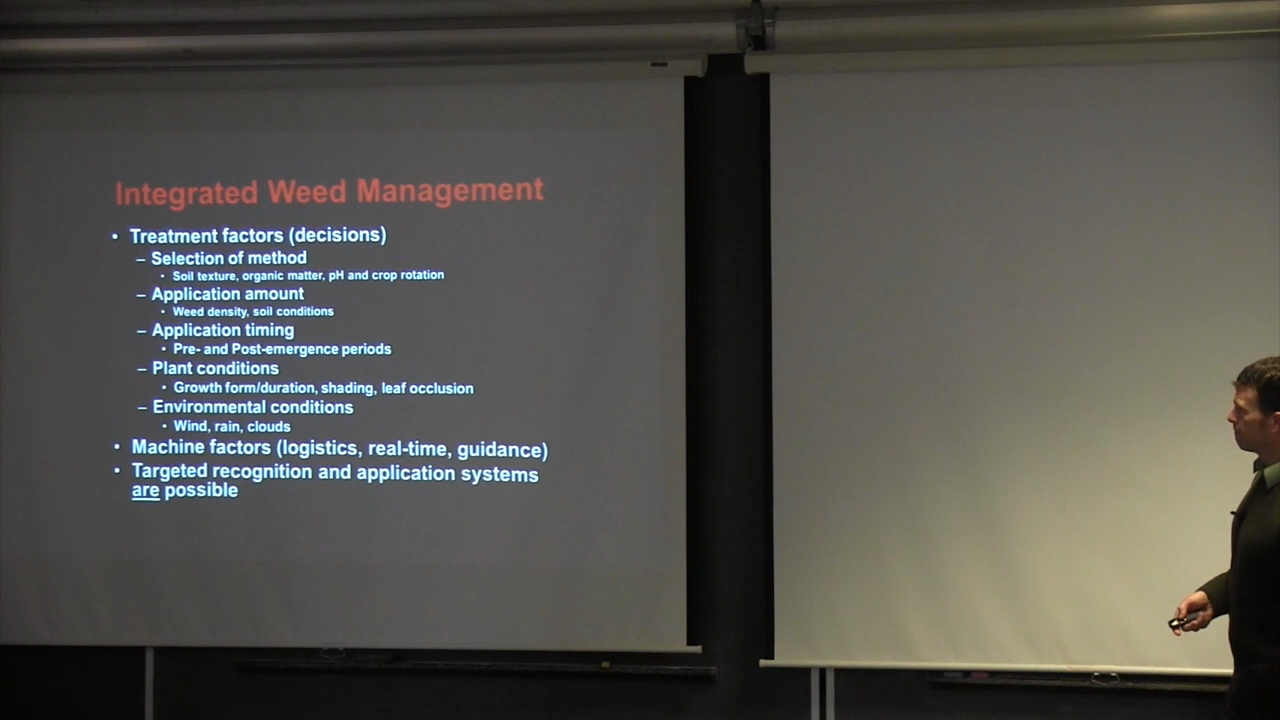 Integrated Weed Management
• Treatment factors (decisions)
– Selection of method
• Soil texture, organic matter, pH and crop rotation
– Application amount
• Weed density, soil conditions
– Application timing
• Pre- and Post-emergence periods
– Plant conditions
• Growth form/duration, shading, leaf occlusion
– Environmental conditions
• Wind, rain, clouds
• Machine factors (logistics, real-time, guidance)
• Targeted recognition and application systems
are possible